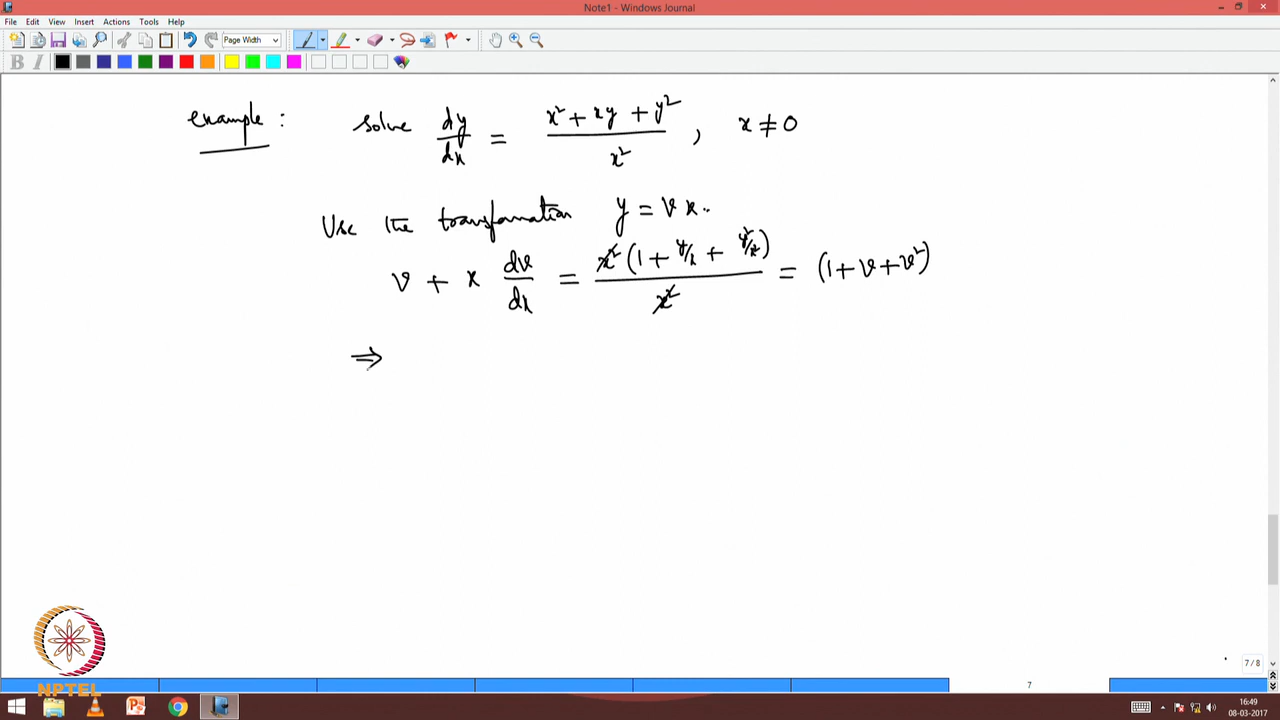 Note1 - Windows Journal
File Edit View Insert Actions Tools Help
Page Width
B I
example : solve dy/dx = (x² + xy + y²)/x² , x ≠ 0
Use the transformation y = v x.
v + x dv/dx = x²(1 + y/x + y²/x²)/x² = (1 + v + v²)
⇒
7 / 8
7
NPTEL
16:49
08-03-2017